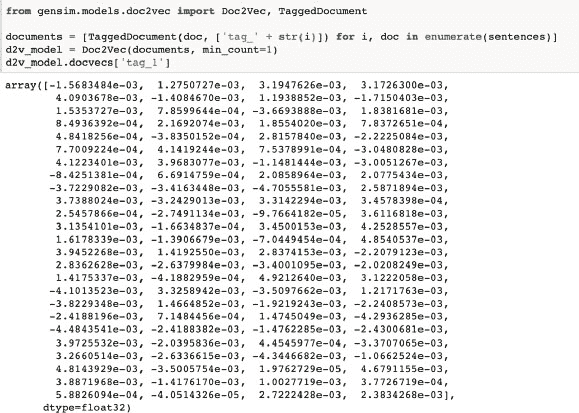 from gensim.models.doc2vec import Doc2Vec, TaggedDocument
documents = [TaggedDocument(doc, ['tag_' + str(i)]) for i, doc in enumerate(sentences)]
d2v_model = Doc2Vec(documents, min_count=1)
d2v_model.docvecs['tag_1']
array([-1.5683484e-03, 1.2750727e-03, 3.1947626e-03, 3.1726300e-03,
4.0903678e-03, -1.4084670e-03, 1.1938852e-03, -1.7150403e-03,
1.5353727e-03, 7.8599644e-04, -3.6693888e-03, 1.8381681e-03,
8.4936392e-04, 2.1692074e-03, 1.8554020e-03, 7.8372651e-04,
4.8418256e-04, -3.8350152e-04, 2.8157840e-03, -2.2225084e-03,
7.7009224e-04, 4.1419244e-03, 7.5378991e-04, -3.0480828e-03,
4.1223401e-03, 3.9683077e-03, -1.1481444e-03, -3.0051267e-03,
-8.4251381e-04, 6.6914759e-04, 2.0858964e-03, 2.0775434e-03,
-3.7229082e-03, -3.4163448e-03, -4.7055581e-03, 2.5871894e-03,
3.7388024e-03, -3.2429013e-03, 3.3142294e-03, 3.4578398e-04,
2.5457866e-04, -2.7491134e-03, -9.7664182e-05, 3.6116818e-03,
3.1354101e-03, -1.6634837e-04, 3.4500153e-03, 4.2528557e-03,
1.6178339e-03, -1.3906679e-03, -7.0449454e-04, 4.8540537e-03,
3.9452268e-03, 1.4192550e-03, 2.8374153e-03, -2.2079123e-03,
2.8362628e-03, -2.6379984e-03, -3.4001095e-03, -2.0208249e-03,
1.4175337e-03, -4.1882959e-04, 4.9212640e-03, 3.1222058e-03,
-4.1013523e-03, 3.3258942e-03, -3.5097662e-03, 1.2171763e-03,
-3.8229348e-03, 1.4664852e-03, -1.9219243e-03, -2.2408573e-03,
-2.4188196e-03, 7.1484456e-04, 1.4745049e-03, -4.2936285e-03,
-4.4843541e-03, -2.4188382e-03, -1.4762285e-03, -2.4300681e-03,
3.9725532e-03, -2.0395836e-03, 4.4545977e-04, -3.3707065e-03,
3.2660514e-03, -2.6336615e-03, -4.3446682e-03, -1.0662524e-03,
4.8143929e-03, -3.5005754e-03, 1.9762729e-05, 4.6791155e-03,
3.8871968e-03, -1.4176170e-03, 1.0027719e-03, 3.7726719e-04,
5.8826094e-04, -4.0514326e-05, 2.7222428e-03, 2.3834268e-03],
dtype=float32)